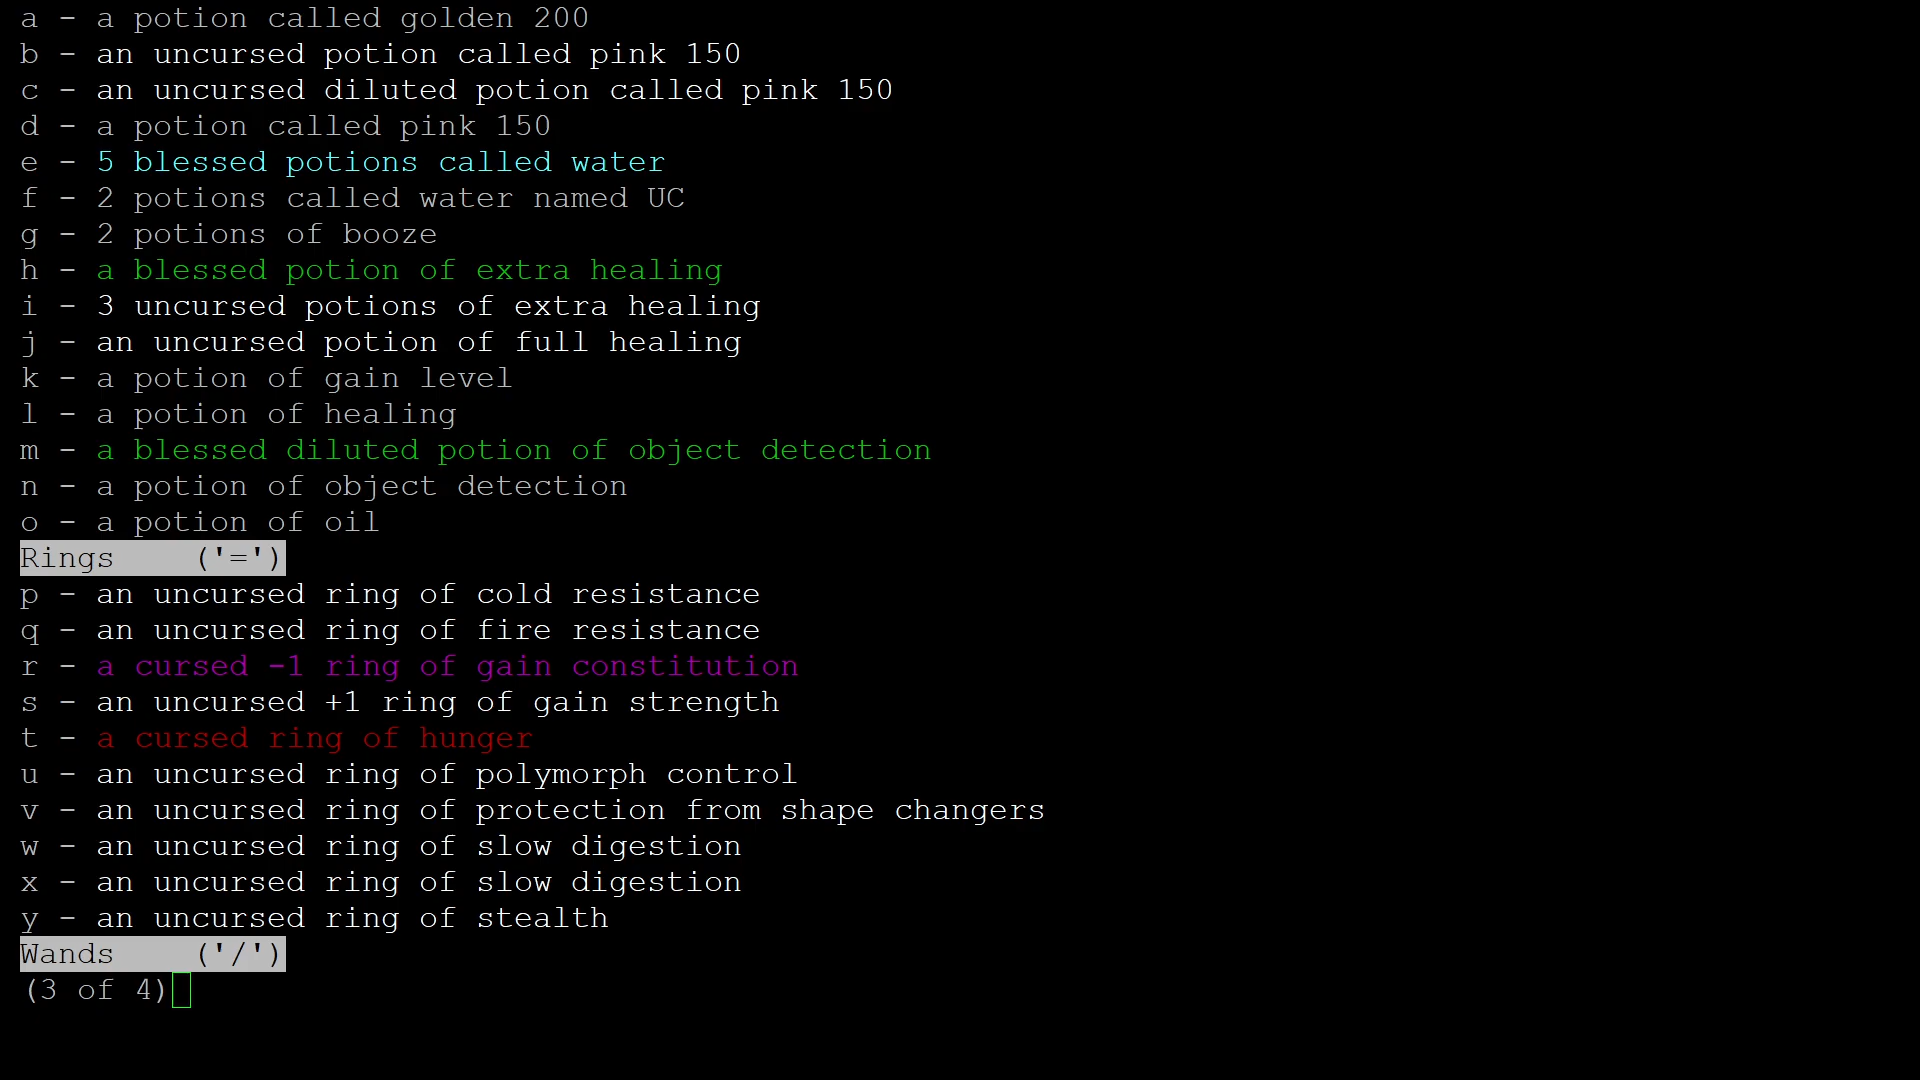 a - a potion called golden 200
b - an uncursed potion called pink 150
c - an uncursed diluted potion called pink 150
d - a potion called pink 150
e - 5 blessed potions called water
f - 2 potions called water named UC
g - 2 potions of booze
h - a blessed potion of extra healing
i - 3 uncursed potions of extra healing
j - an uncursed potion of full healing
k - a potion of gain level
l - a potion of healing
m - a blessed diluted potion of object detection
n - a potion of object detection
o - a potion of oil
Rings    ('=')
p - an uncursed ring of cold resistance
q - an uncursed ring of fire resistance
r - a cursed -1 ring of gain constitution
s - an uncursed +1 ring of gain strength
t - a cursed ring of hunger
u - an uncursed ring of polymorph control
v - an uncursed ring of protection from shape changers
w - an uncursed ring of slow digestion
x - an uncursed ring of slow digestion
y - an uncursed ring of stealth
Wands    ('/')
(3 of 4)